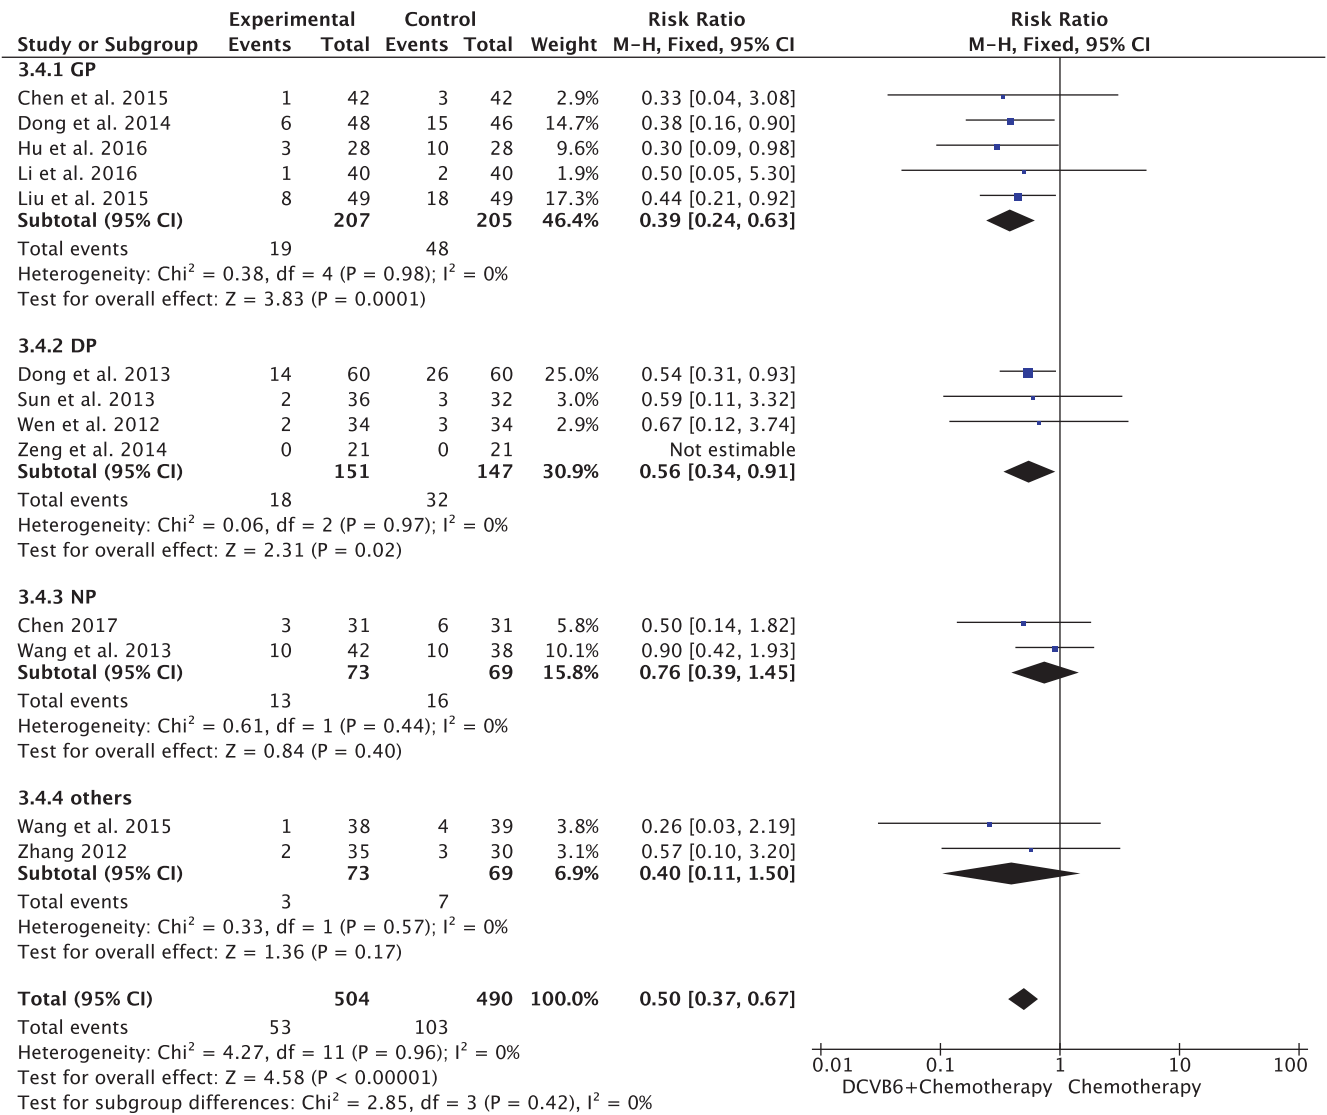 Experimental Control Risk Ratio Risk Ratio
Study or Subgroup Events Total Events Total Weight M-H, Fixed, 95% CI M-H, Fixed, 95% CI
3.4.1 GP
Chen et al. 2015 1 42 3 42 2.9% 0.33 [0.04, 3.08]
Dong et al. 2014 6 48 15 46 14.7% 0.38 [0.16, 0.90]
Hu et al. 2016 3 28 10 28 9.6% 0.30 [0.09, 0.98]
Li et al. 2016 1 40 2 40 1.9% 0.50 [0.05, 5.30]
Liu et al. 2015 8 49 18 49 17.3% 0.44 [0.21, 0.92]
Subtotal (95% CI) 207 205 46.4% 0.39 [0.24, 0.63]
Total events 19 48
Heterogeneity: Chi² = 0.38, df = 4 (P = 0.98); I² = 0%
Test for overall effect: Z = 3.83 (P = 0.0001)
3.4.2 DP
Dong et al. 2013 14 60 26 60 25.0% 0.54 [0.31, 0.93]
Sun et al. 2013 2 36 3 32 3.0% 0.59 [0.11, 3.32]
Wen et al. 2012 2 34 3 34 2.9% 0.67 [0.12, 3.74]
Zeng et al. 2014 0 21 0 21 Not estimable
Subtotal (95% CI) 151 147 30.9% 0.56 [0.34, 0.91]
Total events 18 32
Heterogeneity: Chi² = 0.06, df = 2 (P = 0.97); I² = 0%
Test for overall effect: Z = 2.31 (P = 0.02)
3.4.3 NP
Chen 2017 3 31 6 31 5.8% 0.50 [0.14, 1.82]
Wang et al. 2013 10 42 10 38 10.1% 0.90 [0.42, 1.93]
Subtotal (95% CI) 73 69 15.8% 0.76 [0.39, 1.45]
Total events 13 16
Heterogeneity: Chi² = 0.61, df = 1 (P = 0.44); I² = 0%
Test for overall effect: Z = 0.84 (P = 0.40)
3.4.4 others
Wang et al. 2015 1 38 4 39 3.8% 0.26 [0.03, 2.19]
Zhang 2012 2 35 3 30 3.1% 0.57 [0.10, 3.20]
Subtotal (95% CI) 73 69 6.9% 0.40 [0.11, 1.50]
Total events 3 7
Heterogeneity: Chi² = 0.33, df = 1 (P = 0.57); I² = 0%
Test for overall effect: Z = 1.36 (P = 0.17)
Total (95% CI) 504 490 100.0% 0.50 [0.37, 0.67]
Total events 53 103
Heterogeneity: Chi² = 4.27, df = 11 (P = 0.96); I² = 0%
Test for overall effect: Z = 4.58 (P < 0.00001)
Test for subgroup differences: Chi² = 2.85, df = 3 (P = 0.42), I² = 0%
0.01 0.1 1 10 100
DCVB6+Chemotherapy Chemotherapy